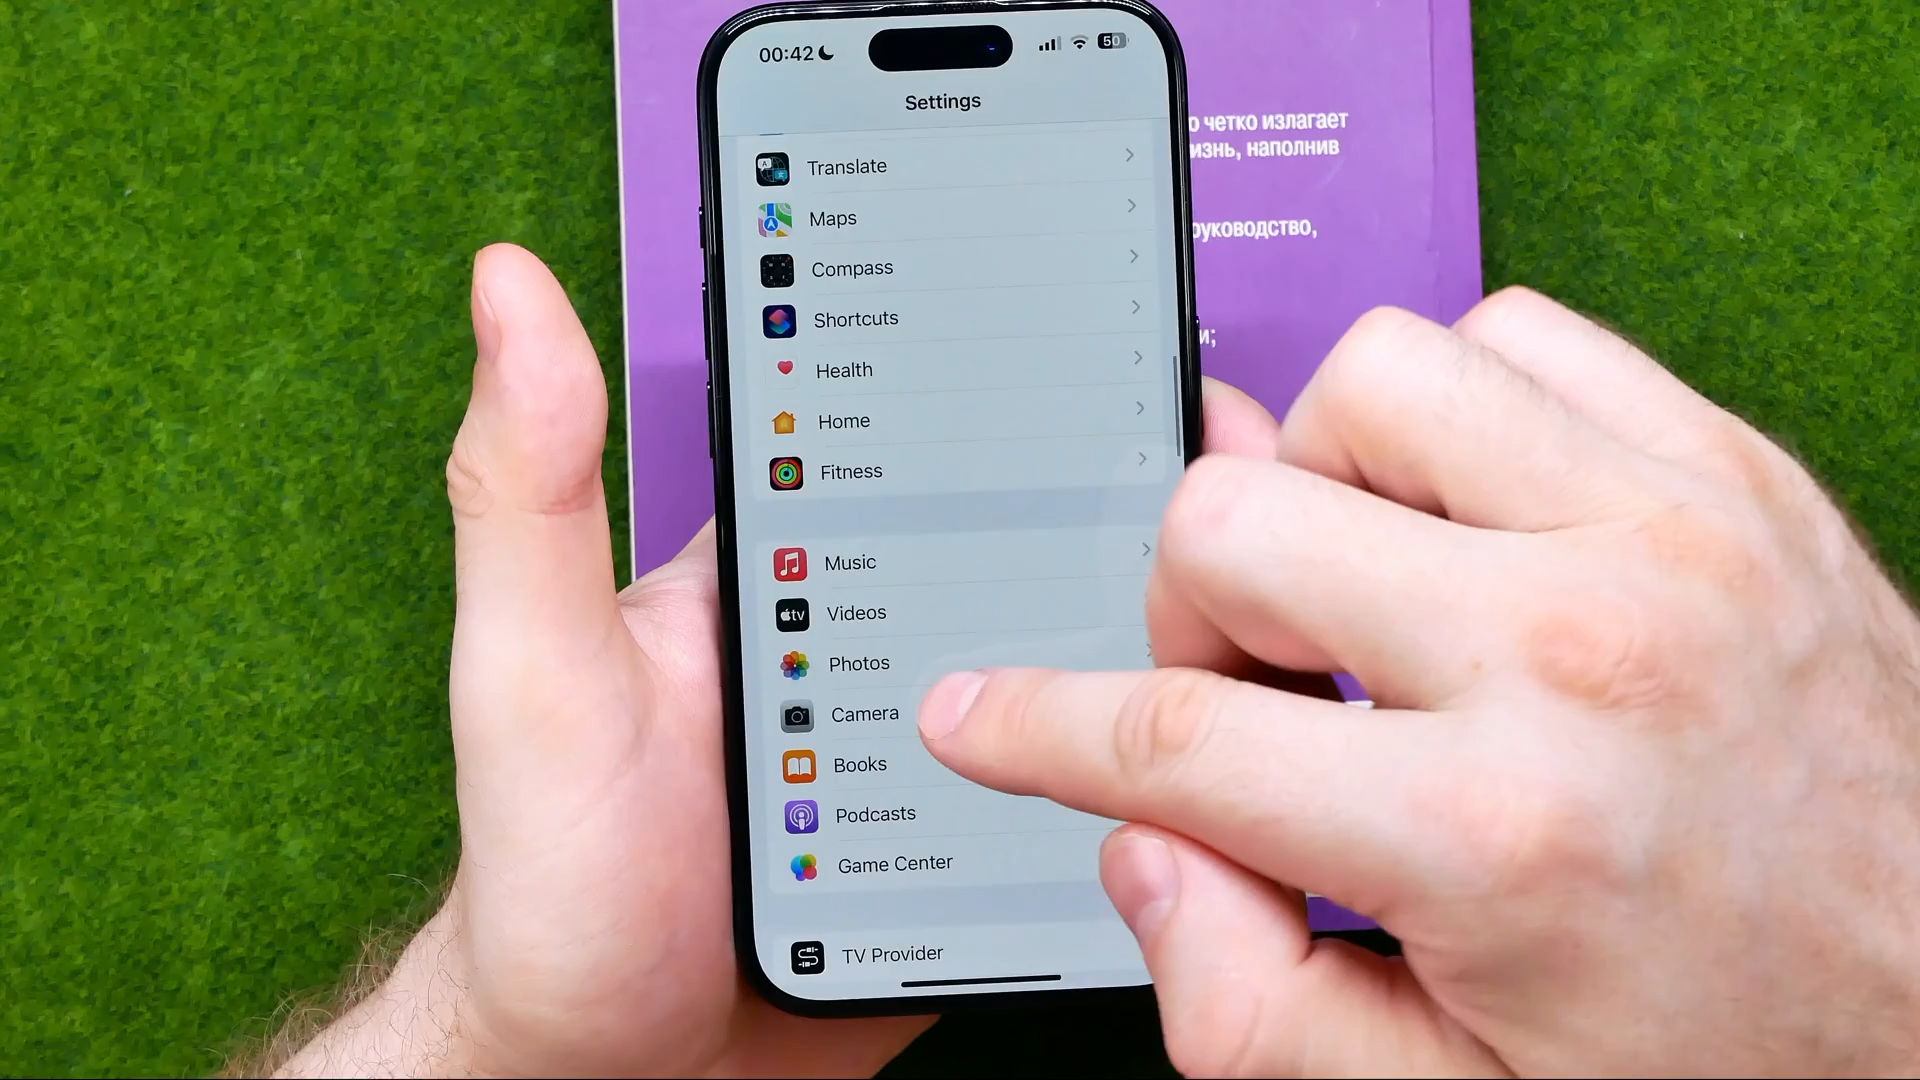 00:42
50
Settings
Translate
Maps
Compass
Shortcuts
Health
Home
Fitness
Music
tv
Videos
Photos
Camera
Books
Podcasts
Game Center
TV Provider
четко излагает
наполнив
руководство,